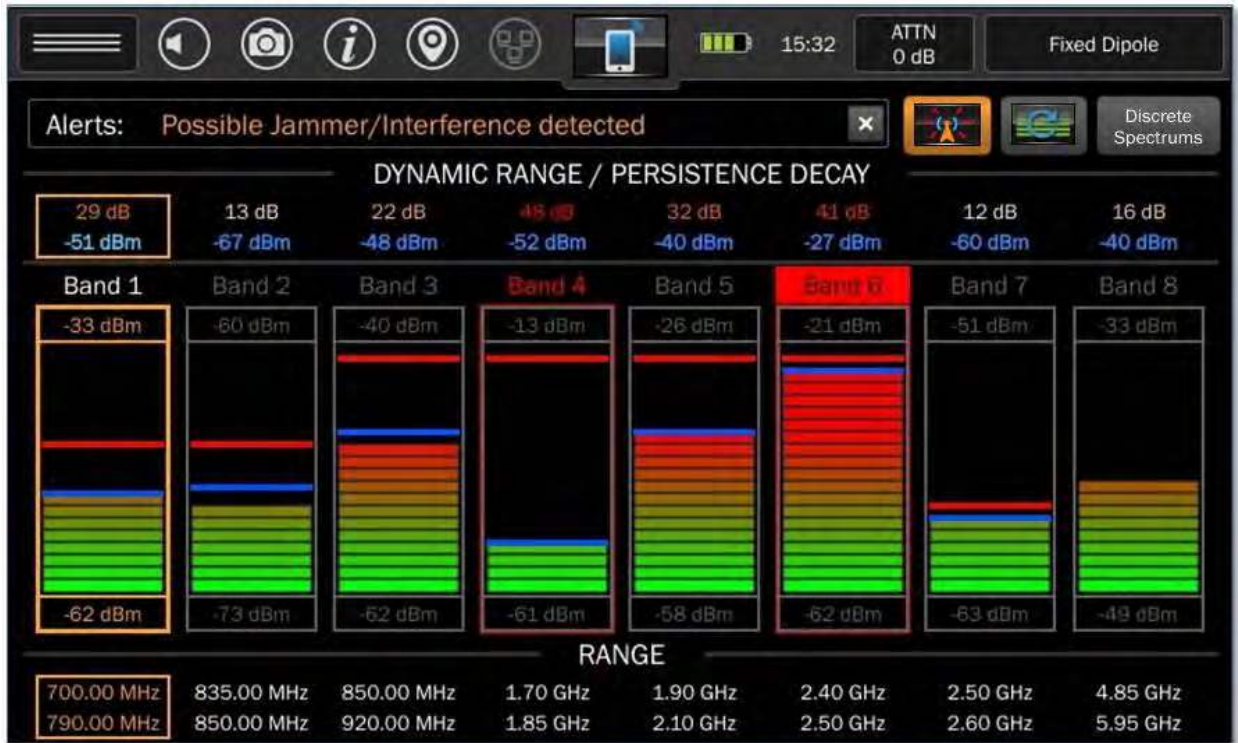 15:32
ATTN
0 dB
Fixed Dipole
Alerts: Possible Jammer/Interference detected
Discrete
Spectrums
DYNAMIC RANGE / PERSISTENCE DECAY
29 dB 13 dB 22 dB 48 dB 32 dB 41 dB 12 dB 16 dB
-51 dBm -67 dBm -48 dBm -52 dBm -40 dBm -27 dBm -60 dBm -40 dBm
Band 1 Band 2 Band 3 Band 4 Band 5 Band 6 Band 7 Band 8
-33 dBm -60 dBm -40 dBm -13 dBm -26 dBm -21 dBm -51 dBm -33 dBm
-62 dBm -73 dBm -62 dBm -61 dBm -58 dBm -62 dBm -63 dBm -49 dBm
RANGE
700.00 MHz 835.00 MHz 850.00 MHz 1.70 GHz 1.90 GHz 2.40 GHz 2.50 GHz 4.85 GHz
790.00 MHz 850.00 MHz 920.00 MHz 1.85 GHz 2.10 GHz 2.50 GHz 2.60 GHz 5.95 GHz